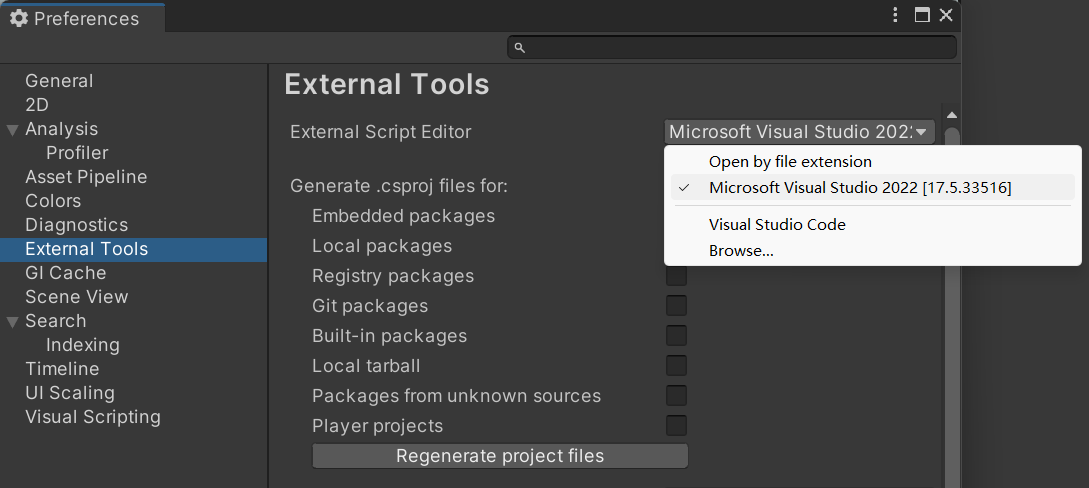 Preferences
General
2D
Analysis
Profiler
Asset Pipeline
Colors
Diagnostics
External Tools
GI Cache
Scene View
Search
Indexing
Timeline
UI Scaling
Visual Scripting
External Tools
External Script Editor
Microsoft Visual Studio 202
Open by file extension
Microsoft Visual Studio 2022 [17.5.33516]
Visual Studio Code
Browse...
Generate .csproj files for:
Embedded packages
Local packages
Registry packages
Git packages
Built-in packages
Local tarball
Packages from unknown sources
Player projects
Regenerate project files